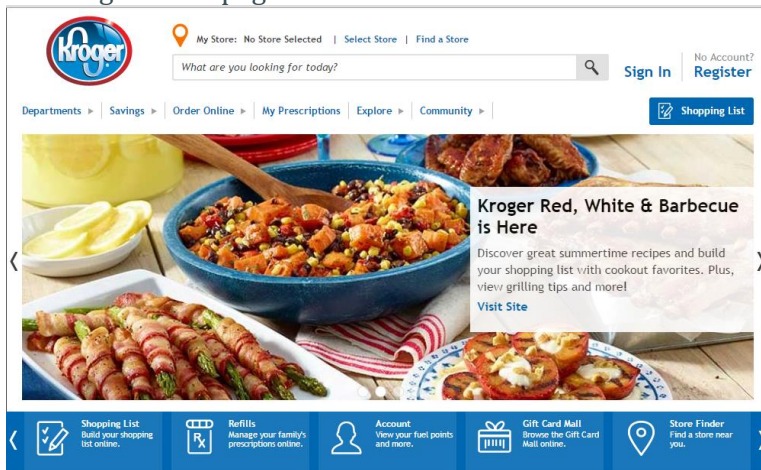 Kroger
My Store: No Store Selected | Select Store | Find a Store
What are you looking for today?
No Account?
Sign In
Register
Departments
Savings
Order Online
My Prescriptions
Explore
Community
Shopping List
Kroger Red, White & Barbecue
is Here
Discover great summertime recipes and build
your shopping list with cookout favorites. Plus,
view grilling tips and more!
Visit Site
Shopping List
Build your shopping
list online.
Rx
Refills
Manage your family's
prescriptions online.
Account
View your fuel points
and more.
Gift Card Mall
Browse the Gift Card
Mall online.
Store Finder
Find a store near
you.